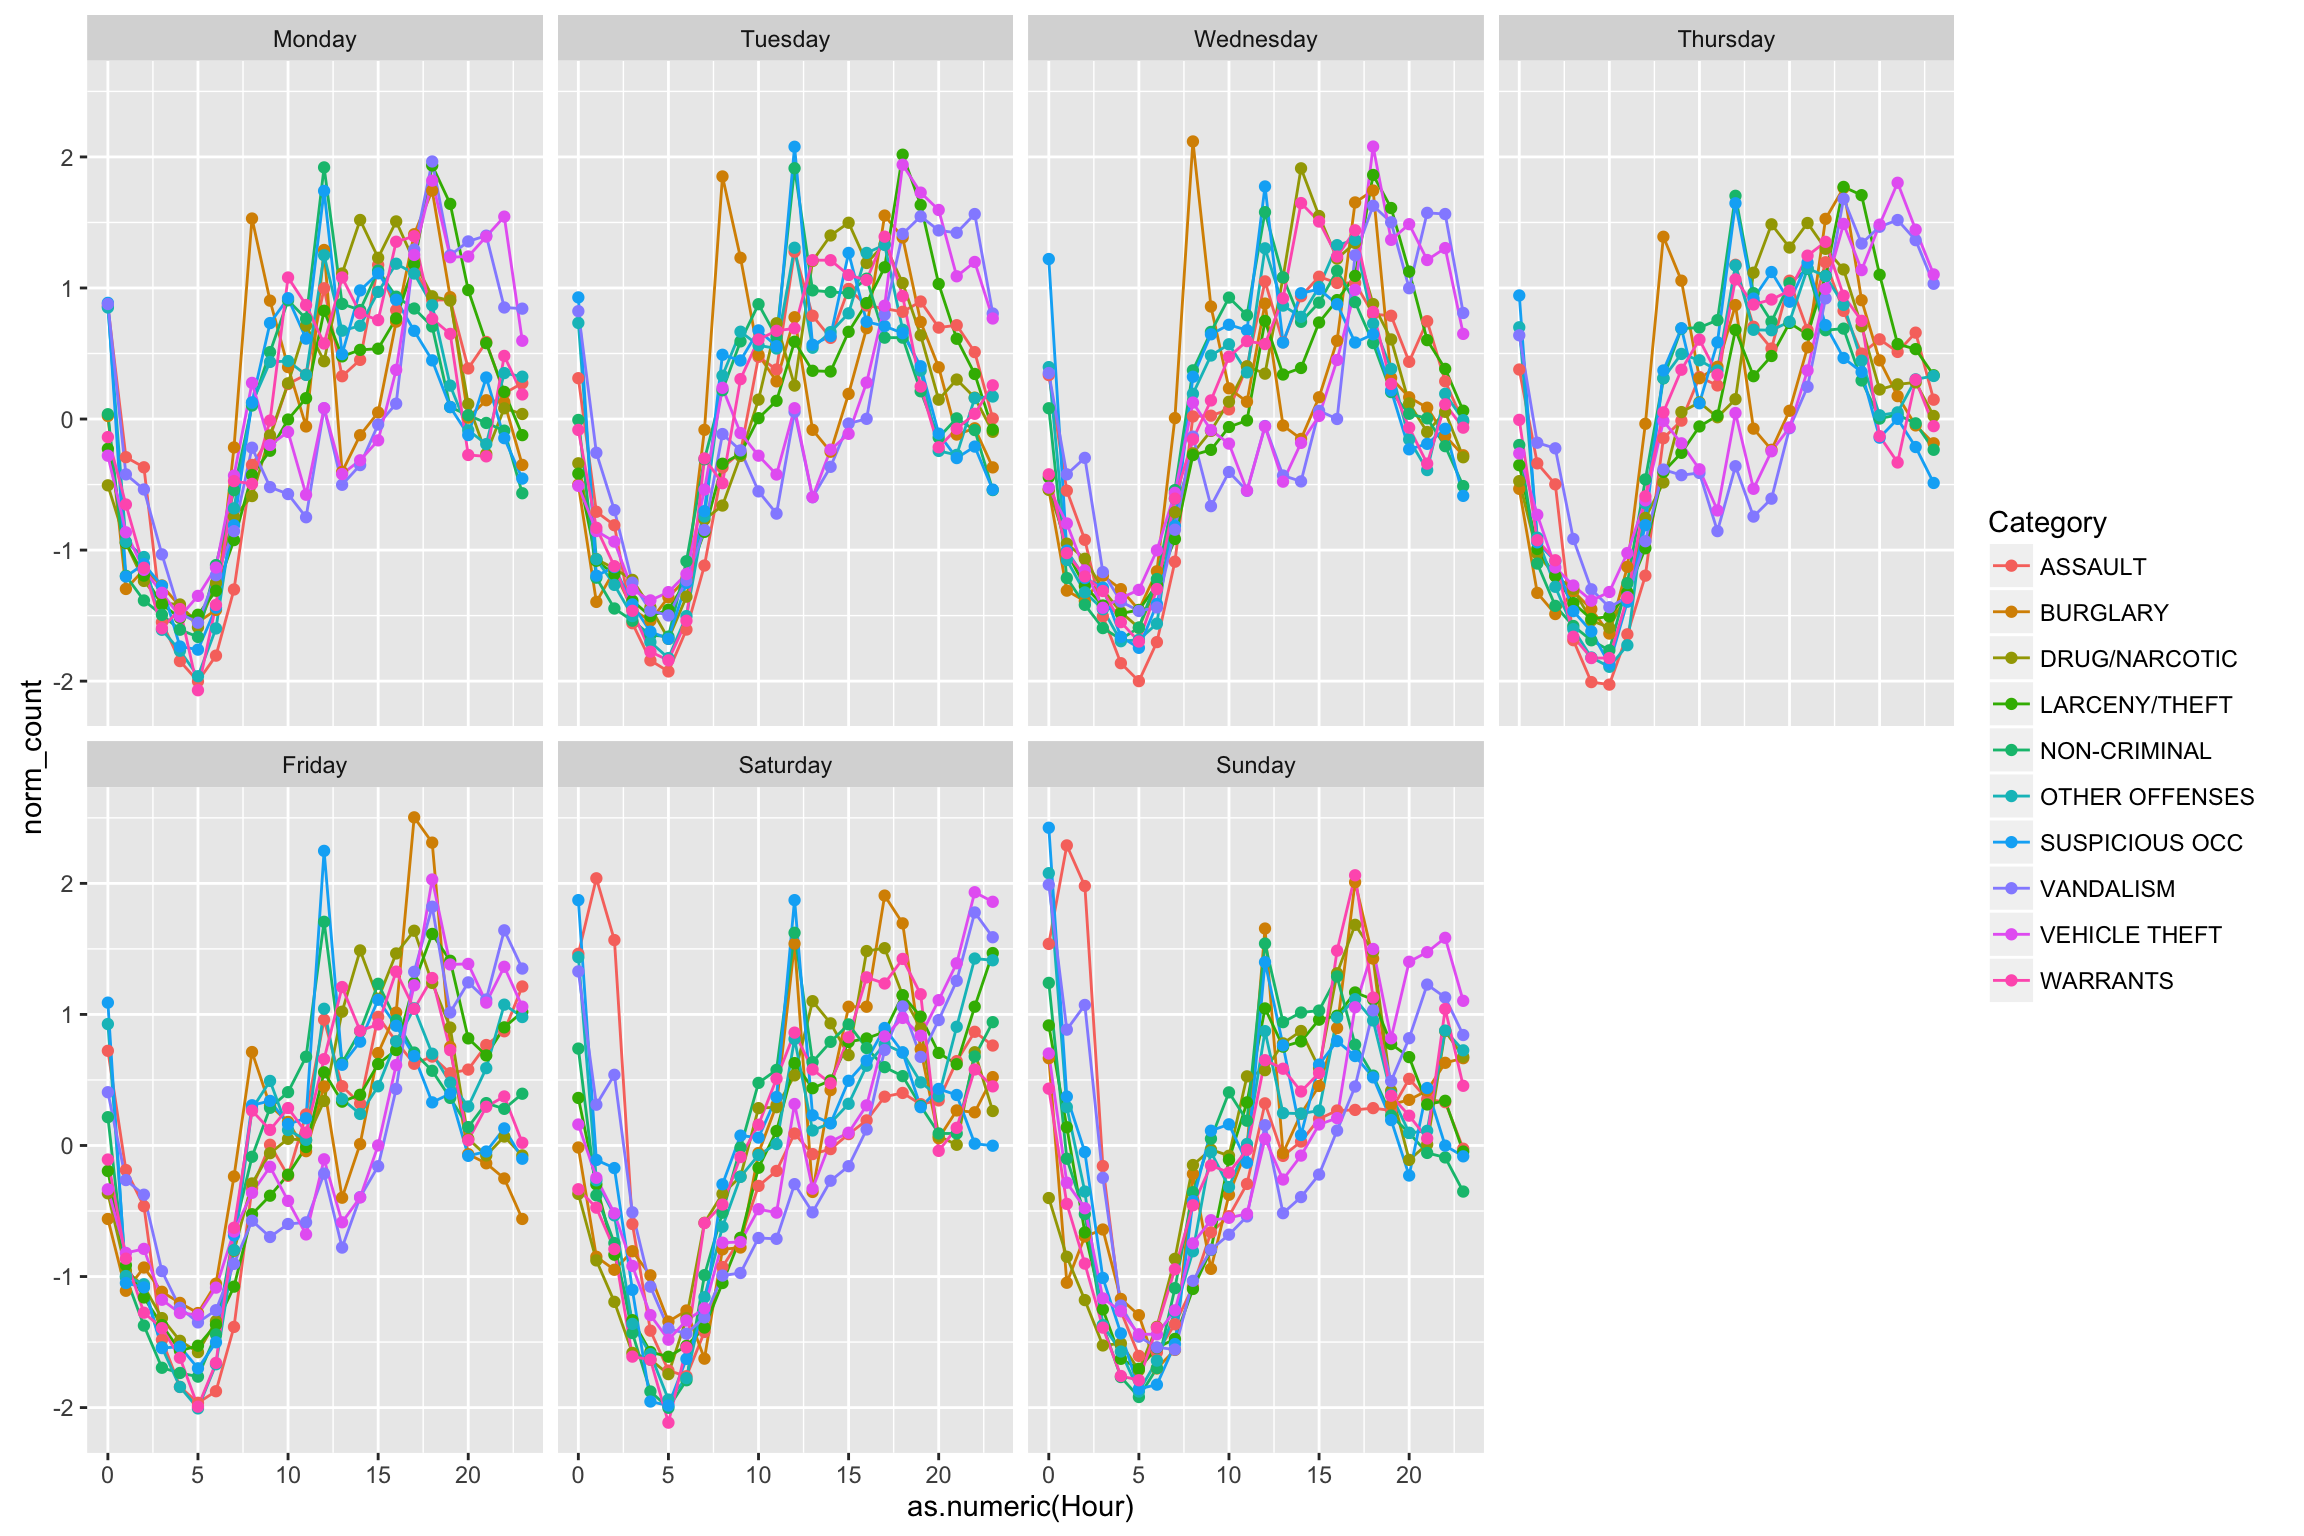 Monday
Tuesday
Wednesday
Thursday
2
1
0
-1
-2
norm_count
Friday
Saturday
Sunday
2
1
0
-1
-2
0 5 10 15 20
0 5 10 15 20
0 5 10 15 20
as.numeric(Hour)
Category
ASSAULT
BURGLARY
DRUG/NARCOTIC
LARCENY/THEFT
NON-CRIMINAL
OTHER OFFENSES
SUSPICIOUS OCC
VANDALISM
VEHICLE THEFT
WARRANTS